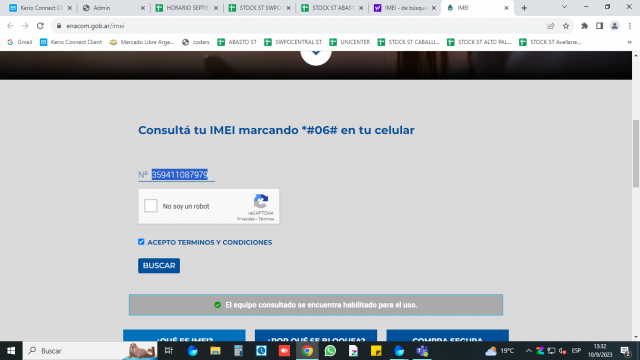 Kerio Connect Client
Admin
HORARIO SEPTI
STOCK ST SWPO
STOCK ST ABAST
IMEI - de búsqu
IMEI
enacom.gob.ar/imei
Gmail
Kerio Connect Client
Mercado Libre Arge...
coders
ABASTO ST
SWPOCENTRAL ST
UNICENTER
STOCK ST CABALLI...
STOCK ST ALTO PAL...
STOCK ST Avellane...
Consultá tu IMEI marcando *#06# en tu celular
Nº 359411087979
No soy un robot
reCAPTCHA
Privacidad - Términos
ACEPTO TERMINOS Y CONDICIONES
BUSCAR
El equipo consultado se encuentra habilitado para el uso.
¿QUÉ ES IMEI?
¿POR QUÉ SE BLOQUEA?
COMPRA SEGURA
Buscar
19°C
ESP
13:32
10/9/2023